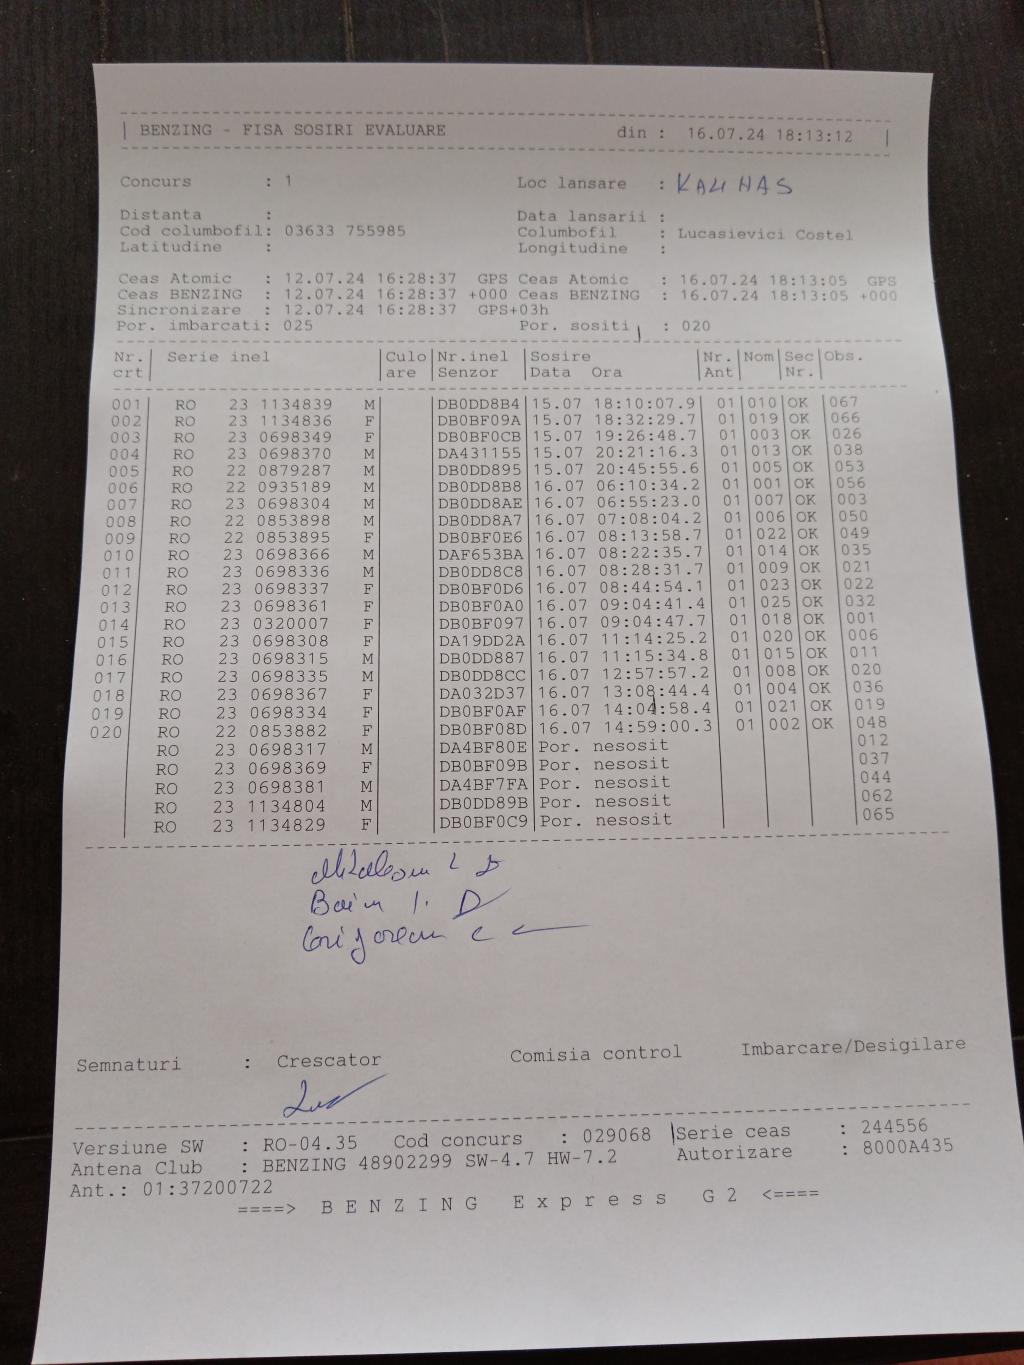 BENZING - FISA SOSIRI EVALUARE din : 16.07.24 18:13:12
Concurs : 1 Loc lansare : KAUNAS
Distanta : Data lansarii :
Cod columbofil: 03633 755985 Columbofil : Lucasievici Costel
Latitudine : Longitudine :
Ceas Atomic : 12.07.24 16:28:37 GPS Ceas Atomic : 16.07.24 18:13:05 GPS
Ceas BENZING : 12.07.24 16:28:37 +000 Ceas BENZING : 16.07.24 18:13:05 +000
Sincronizare : 12.07.24 16:28:37 GPS+03h
Por. imbarcati: 025 Por. sositi : 020
Nr. Serie inel Culo Nr.inel Sosire Nr. Nom Sec Obs.
crt are Senzor Data Ora Ant Nr.
001 RO 23 1134839 M DB0DD8B4 15.07 18:10:07.9 01 010 OK 067
002 RO 23 1134836 F DB0BF09A 15.07 18:32:29.7 01 019 OK 066
003 RO 23 0698349 F DB0BF0CB 15.07 19:26:48.7 01 003 OK 026
004 RO 23 0698370 M DA431155 15.07 20:21:16.3 01 013 OK 038
005 RO 22 0879287 M DB0DD895 15.07 20:45:55.6 01 005 OK 053
006 RO 22 0935189 M DB0DD8B8 16.07 06:10:34.2 01 001 OK 056
007 RO 23 0698304 M DB0DD8AE 16.07 06:55:23.0 01 007 OK 003
008 RO 22 0853898 M DB0DD8A7 16.07 07:08:04.2 01 006 OK 050
009 RO 22 0853895 F DB0BF0E6 16.07 08:13:58.7 01 022 OK 049
010 RO 23 0698366 M DAF653BA 16.07 08:22:35.7 01 014 OK 035
011 RO 23 0698336 M DB0DD8C8 16.07 08:28:31.7 01 009 OK 021
012 RO 23 0698337 F DB0BF0D6 16.07 08:44:54.1 01 023 OK 022
013 RO 23 0698361 F DB0BF0A0 16.07 09:04:41.4 01 025 OK 032
014 RO 23 0320007 F DB0BF097 16.07 09:04:47.7 01 018 OK 001
015 RO 23 0698308 F DA19DD2A 16.07 11:14:25.2 01 020 OK 006
016 RO 23 0698315 M DB0DD887 16.07 11:15:34.8 01 015 OK 011
017 RO 23 0698335 M DB0DD8CC 16.07 12:57:57.2 01 008 OK 020
018 RO 23 0698367 F DA032D37 16.07 13:08:44.4 01 004 OK 036
019 RO 23 0698334 F DB0BF0AF 16.07 14:04:58.4 01 021 OK 019
020 RO 22 0853882 F DB0BF08D 16.07 14:59:00.3 01 002 OK 048
RO 23 0698317 M DA4BF80E Por. nesosit 012
RO 23 0698369 F DB0BF09B Por. nesosit 037
RO 23 0698381 M DA4BF7FA Por. nesosit 044
RO 23 1134804 M DB0DD89B Por. nesosit 062
RO 23 1134829 F DB0BF0C9 Por. nesosit 065
Semnaturi : Crescator Comisia control Imbarcare/Desigilare
Versiune SW : RO-04.35 Cod concurs : 029068 Serie ceas : 244556
Antena Club : BENZING 48902299 SW-4.7 HW-7.2 Autorizare : 8000A435
Ant.: 01:37200722
====> BENZING Express G2 <====